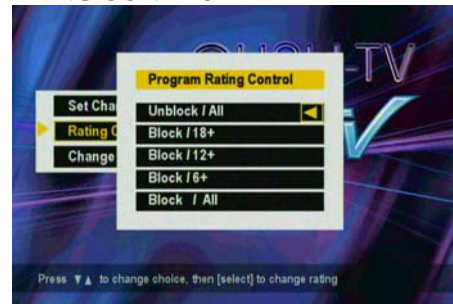 Program Rating Control
Set Cha
Unblock / All
Rating C
Block / 18+
Change
Block / 12+
Block / 6+
Block / All
Press ▼▲ to change choice, then [select] to change rating